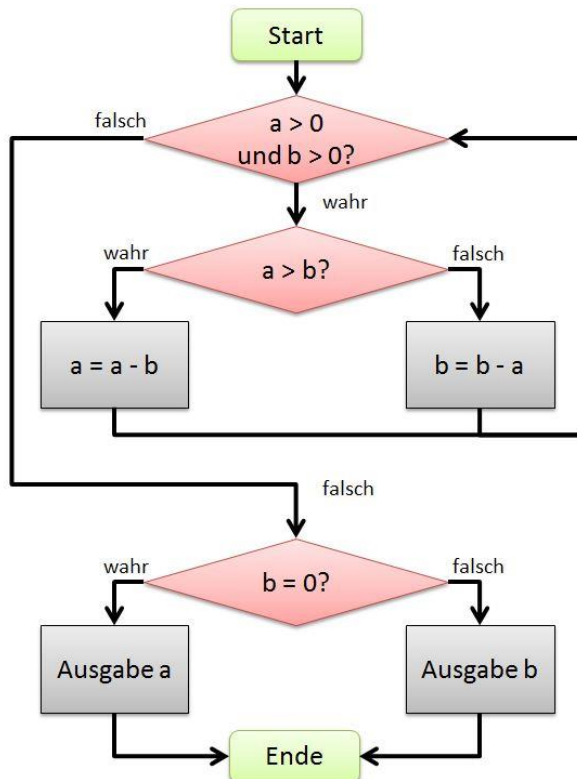 Start
falsch
a > 0
und b > 0?
wahr
wahr
a > b?
falsch
a = a - b
b = b - a
falsch
wahr
b = 0?
falsch
Ausgabe a
Ausgabe b
Ende